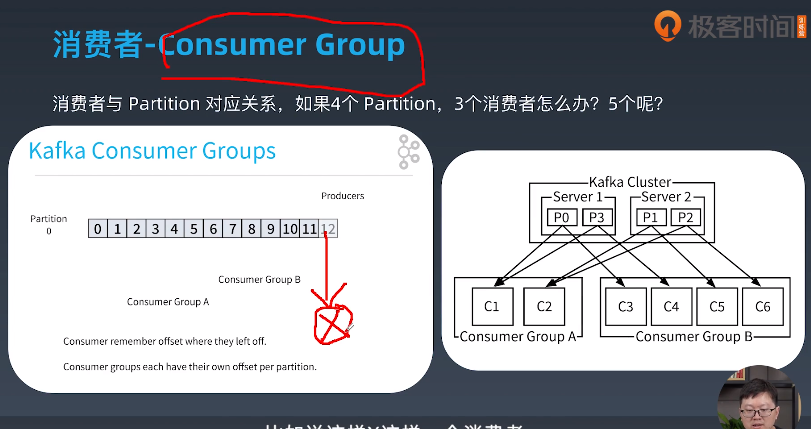 极客时间
训练营
消费者-Consumer Group
消费者与 Partition 对应关系，如果4个 Partition，3个消费者怎么办？5个呢？
Kafka Consumer Groups
Producers
Partition
0
0 1 2 3 4 5 6 7 8 9 10 11 12
Consumer Group B
Consumer Group A
Consumer remember offset where they left off.
Consumer groups each have their own offset per partition.
Kafka Cluster
Server 1 Server 2
P0 P3 P1 P2
C1 C2 C3 C4 C5 C6
Consumer Group A Consumer Group B